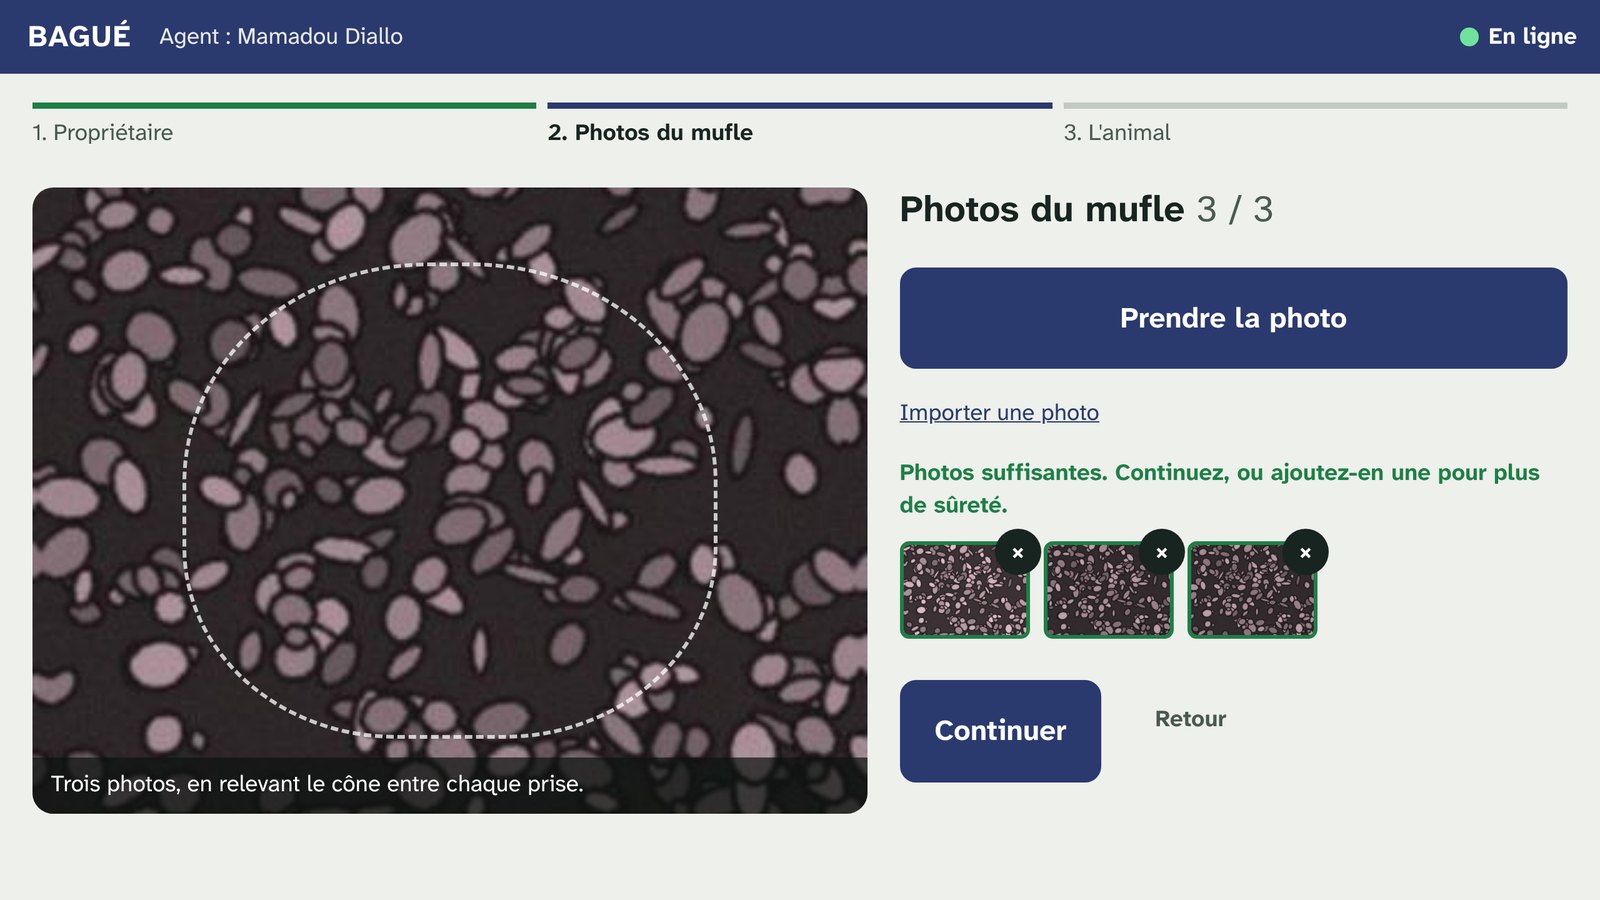 BAGUÉ
Agent : Mamadou Diallo
En ligne
1. Propriétaire
2. Photos du mufle
3. L'animal
Trois photos, en relevant le cône entre chaque prise.
Photos du mufle 3 / 3
Prendre la photo
Importer une photo
Photos suffisantes. Continuez, ou ajoutez-en une pour plus
de sûreté.
Continuer
Retour